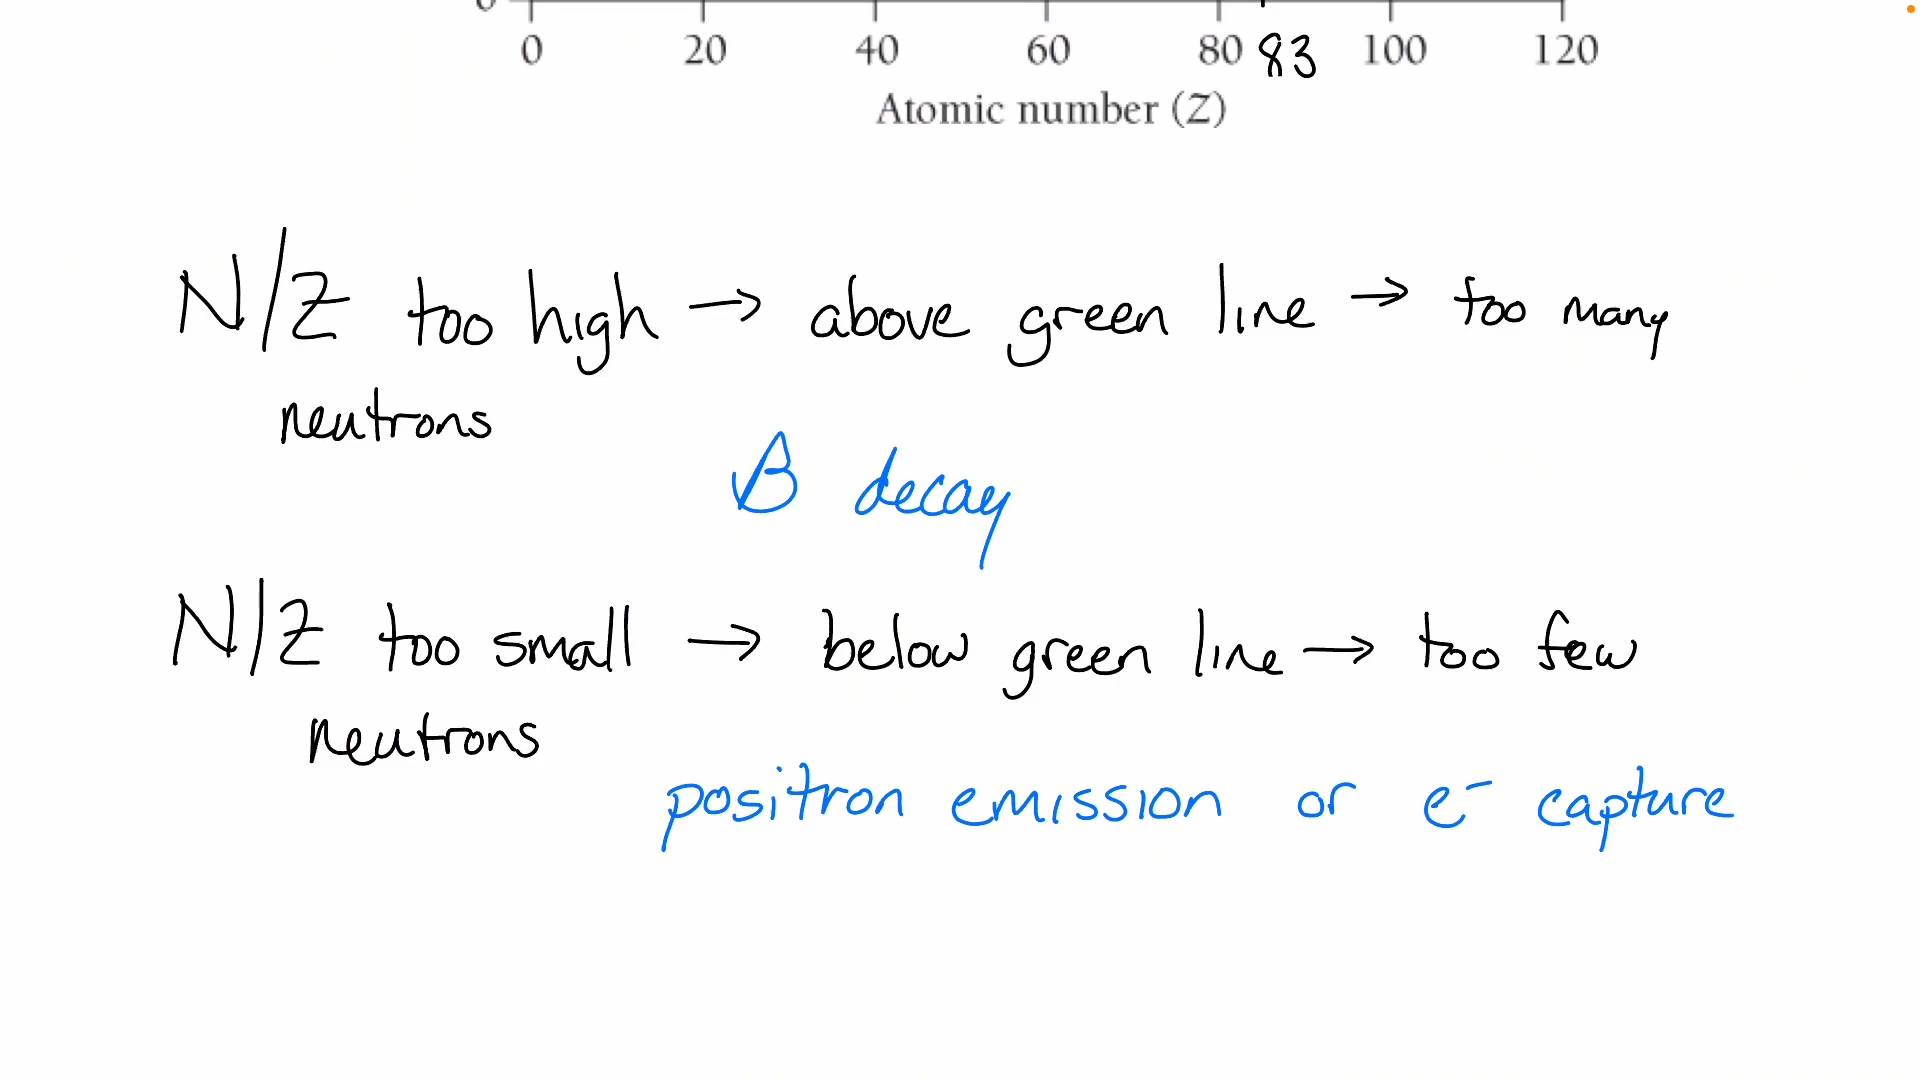 0
0 20 40 60 80 83 100 120
Atomic number (Z)
N/Z too high → above green line → too many
neutrons
β decay
N/Z too small → below green line → too few
neutrons
positron emission or e⁻ capture